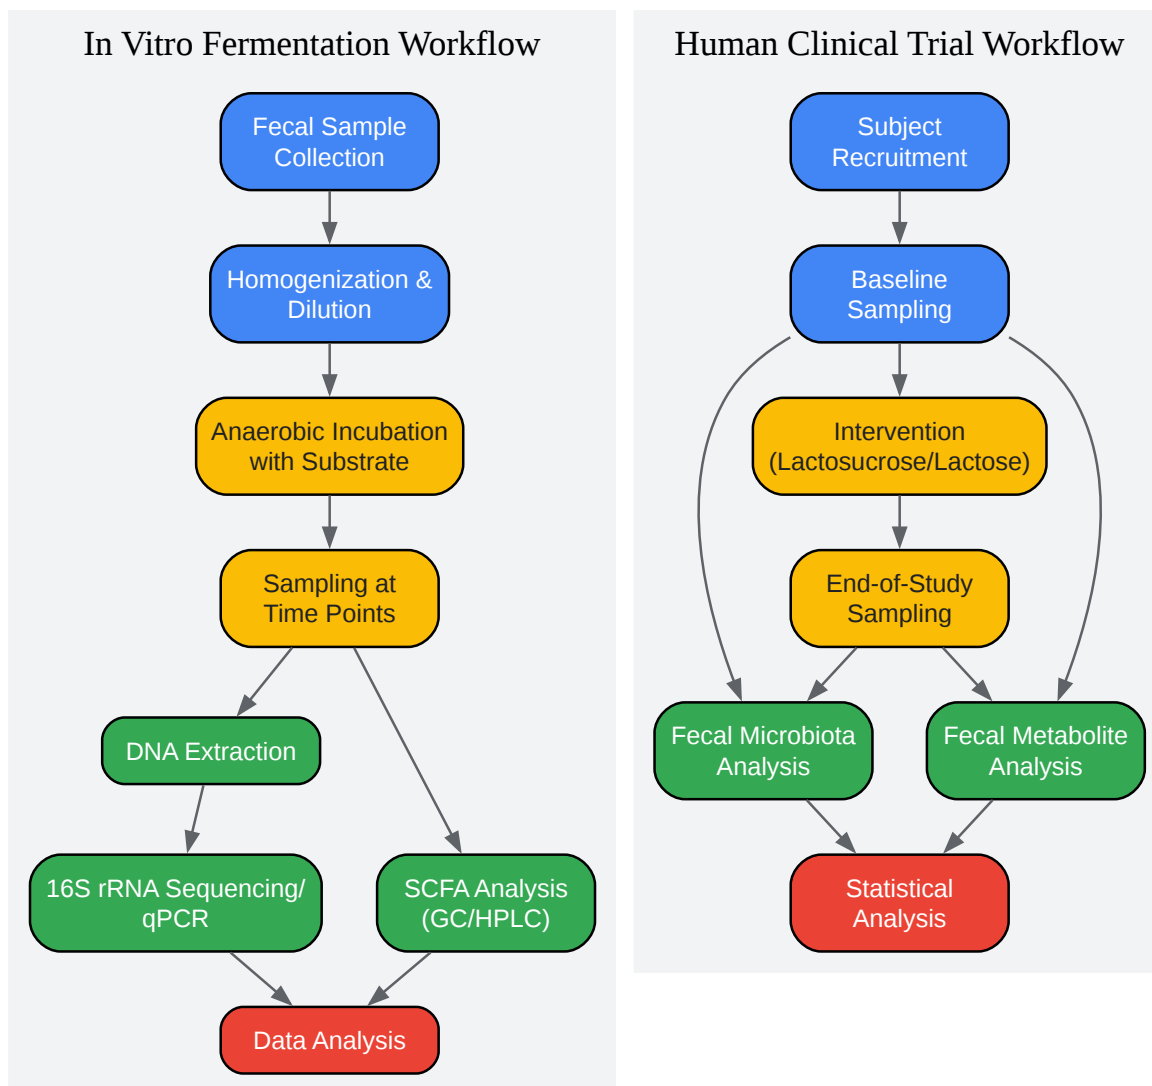 In Vitro Fermentation Workflow
Fecal Sample
Collection
Homogenization &
Dilution
Anaerobic Incubation
with Substrate
Sampling at
Time Points
DNA Extraction
16S rRNA Sequencing/
qPCR
SCFA Analysis
(GC/HPLC)
Data Analysis
Human Clinical Trial Workflow
Subject
Recruitment
Baseline
Sampling
Intervention
(Lactosucrose/Lactose)
End-of-Study
Sampling
Fecal Microbiota
Analysis
Fecal Metabolite
Analysis
Statistical
Analysis